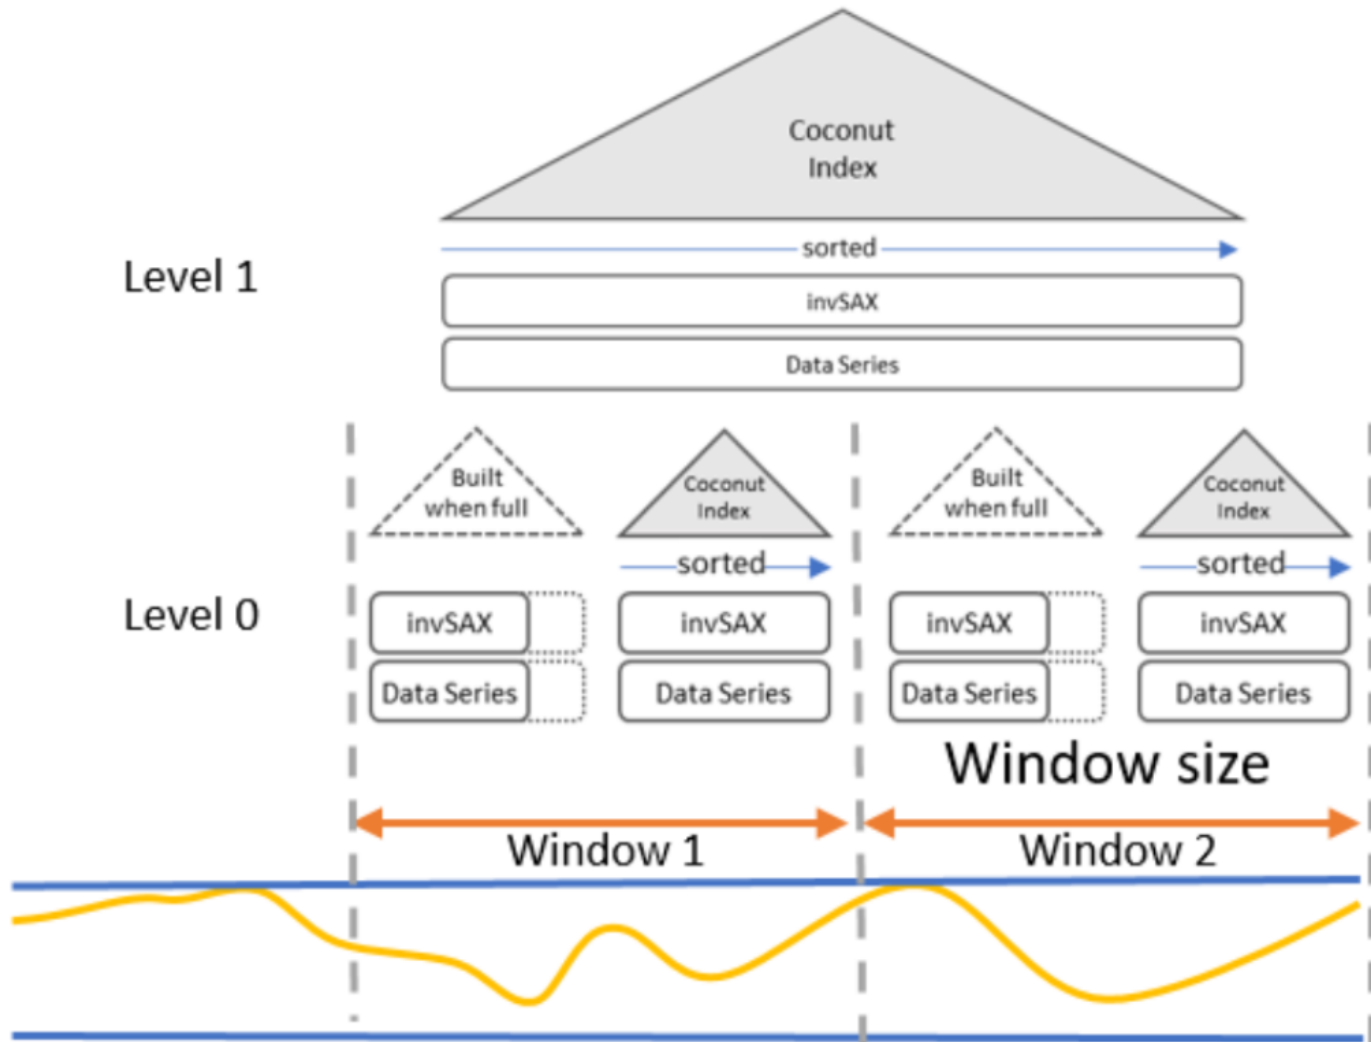 Coconut
Index
sorted
Level 1
invSAX
Data Series
Built
when full
Coconut
Index
Built
when full
Coconut
Index
sorted
sorted
Level 0
invSAX
invSAX
invSAX
invSAX
Data Series
Data Series
Data Series
Data Series
Window size
Window 1
Window 2